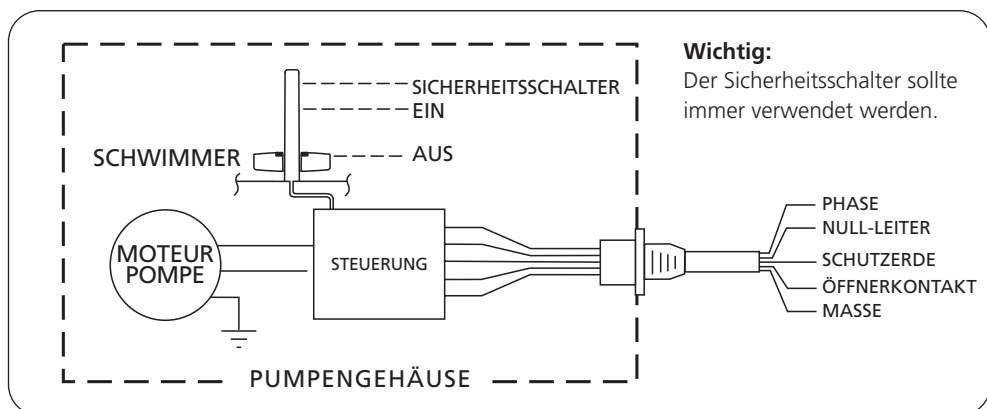 Wichtig:
Der Sicherheitsschalter sollte
immer verwendet werden.
SICHERHEITSSCHALTER
EIN
SCHWIMMER
AUS
MOTEUR
POMPE
STEUERUNG
PHASE
NULL-LEITER
SCHUTZERDE
ÖFFNERKONTAKT
MASSE
PUMPENGEHÄUSE